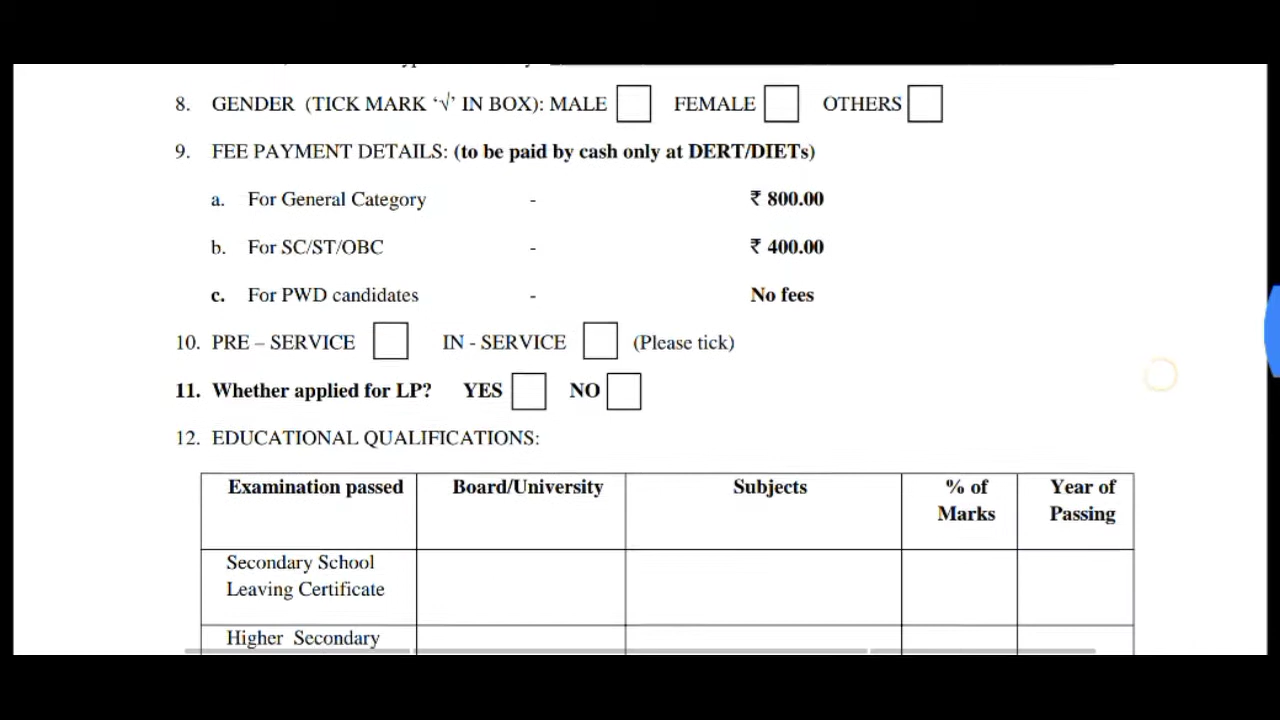 8. GENDER (TICK MARK ‘√’ IN BOX): MALE FEMALE OTHERS
9. FEE PAYMENT DETAILS: (to be paid by cash only at DERT/DIETs)
a. For General Category - ₹ 800.00
b. For SC/ST/OBC - ₹ 400.00
c. For PWD candidates - No fees
10. PRE – SERVICE IN - SERVICE (Please tick)
11. Whether applied for LP? YES NO
12. EDUCATIONAL QUALIFICATIONS:
Examination passed Board/University Subjects % of Marks Year of Passing
Secondary School
Leaving Certificate
Higher Secondary